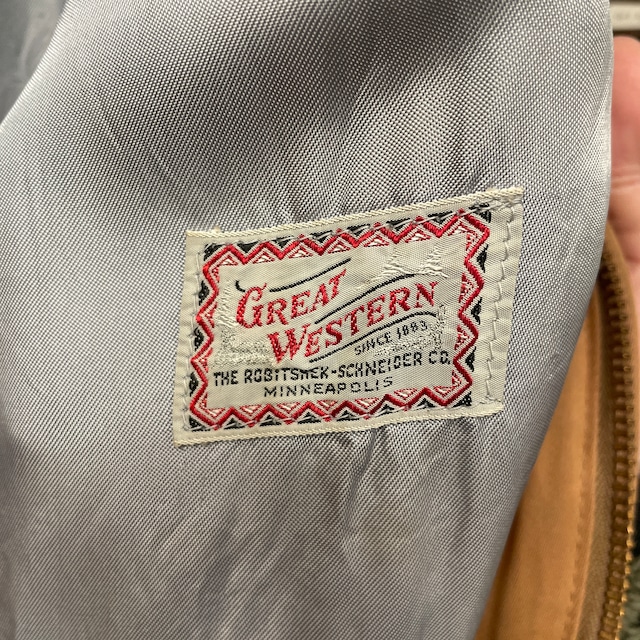 GREAT
WESTERN
SINCE 1883
THE ROBITSHEK-SCHNEIDER CO.
MINNEAPOLIS